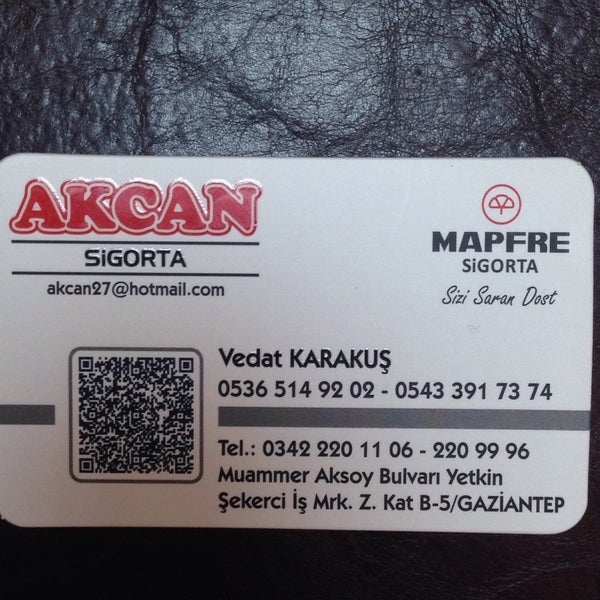 AKCAN
SiGORTA
akcan27@hotmail.com
MAPFRE
SiGORTA
Sizi Saran Dost
Vedat KARAKUŞ
0536 514 92 02 - 0543 391 73 74
Tel.: 0342 220 11 06 - 220 99 96
Muammer Aksoy Bulvarı Yetkin
Şekerci İş Mrk. Z. Kat B-5/GAZİANTEP